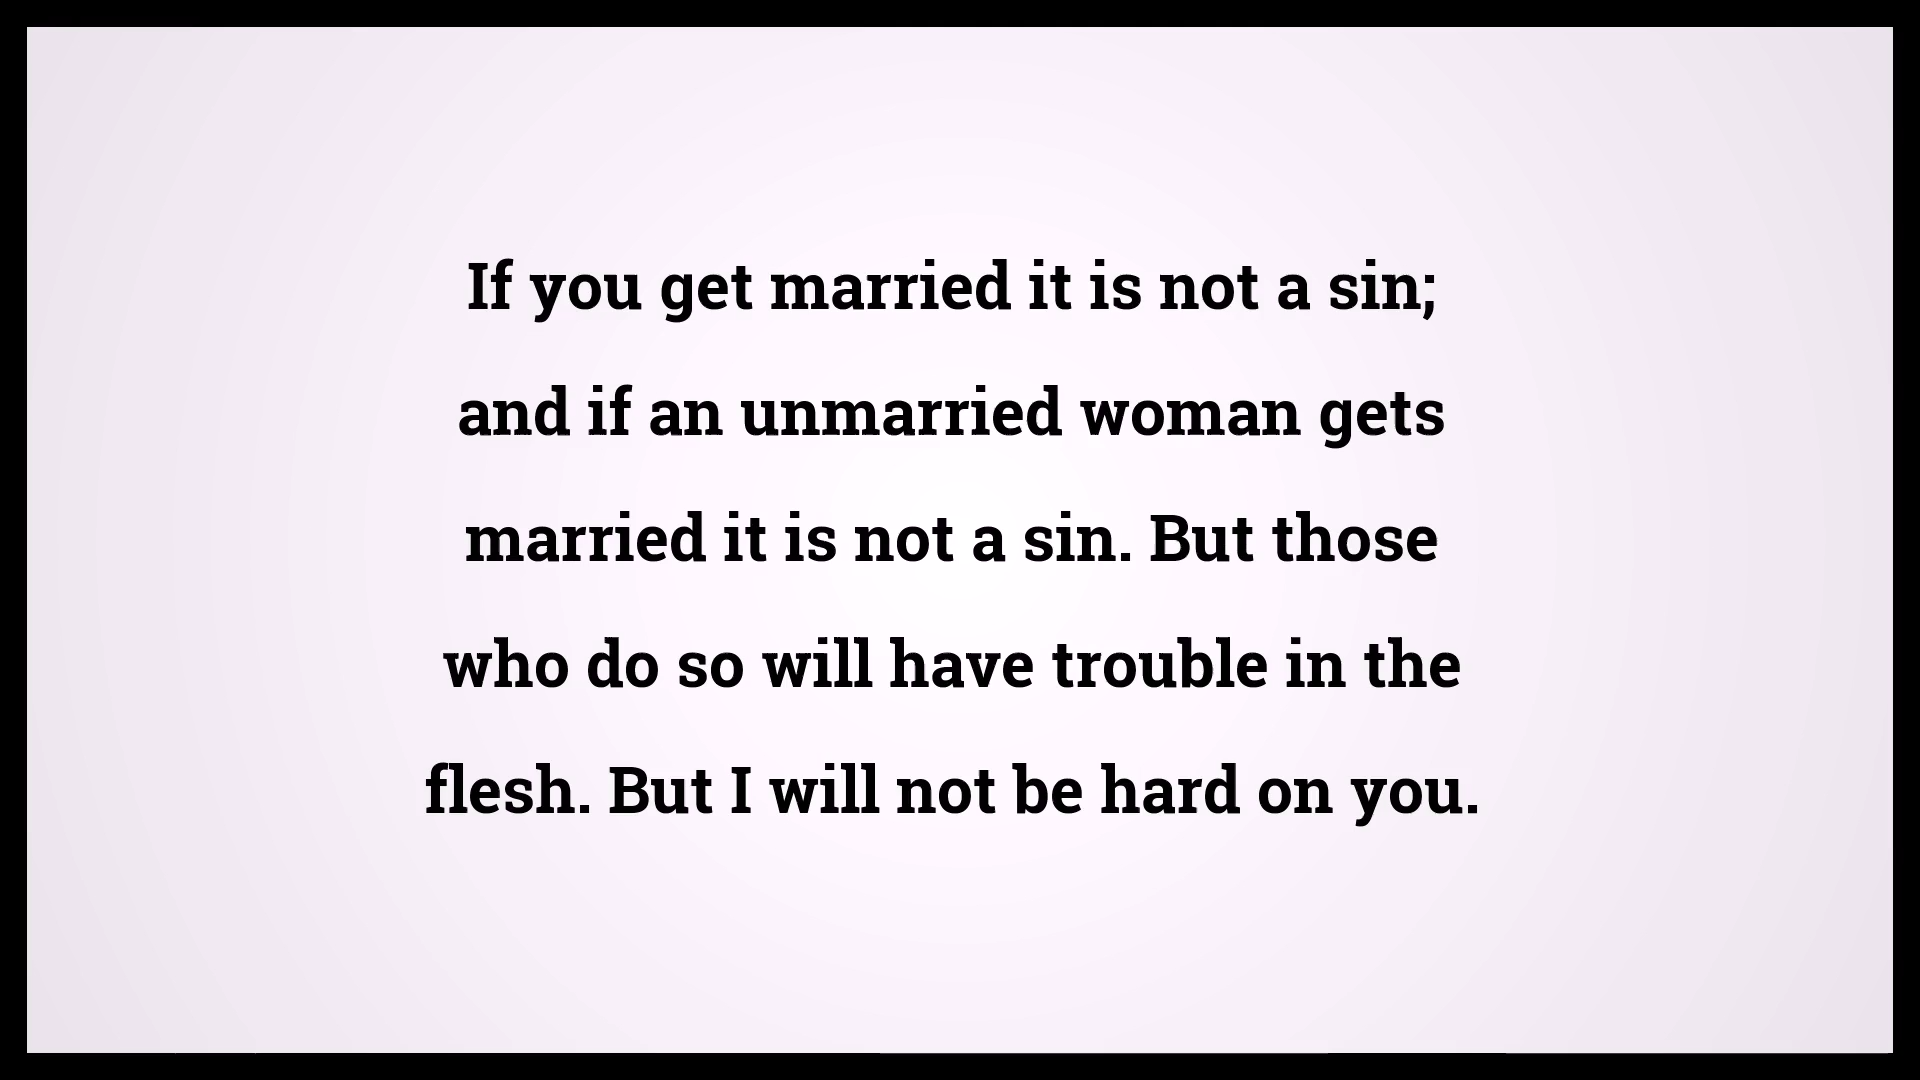 If you get married it is not a sin;
and if an unmarried woman gets
married it is not a sin. But those
who do so will have trouble in the
flesh. But I will not be hard on you.